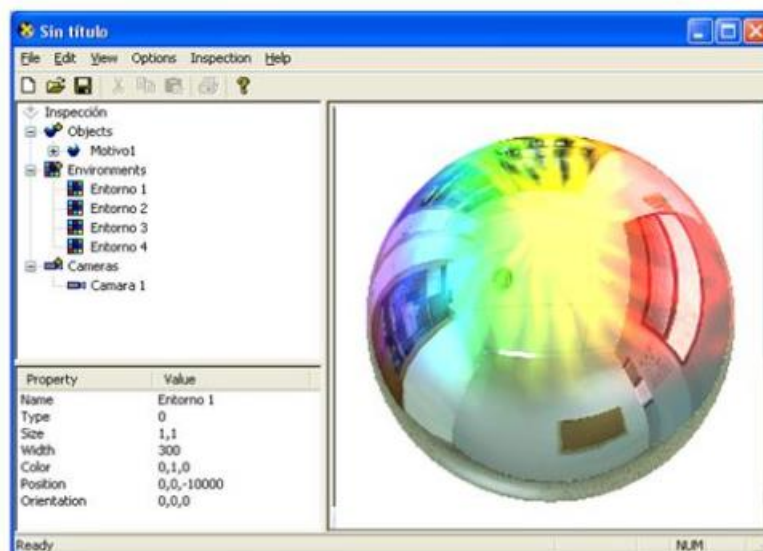 Sin título
File Edit View Options Inspection Help
Inspección
Objects
Motivo1
Environments
Entorno 1
Entorno 2
Entorno 3
Entorno 4
Cameras
Camara 1
Property Value
Name Entorno 1
Type 0
Size 1,1
Width 300
Color 0,1,0
Position 0,0,-10000
Orientation 0,0,0
Ready NUM